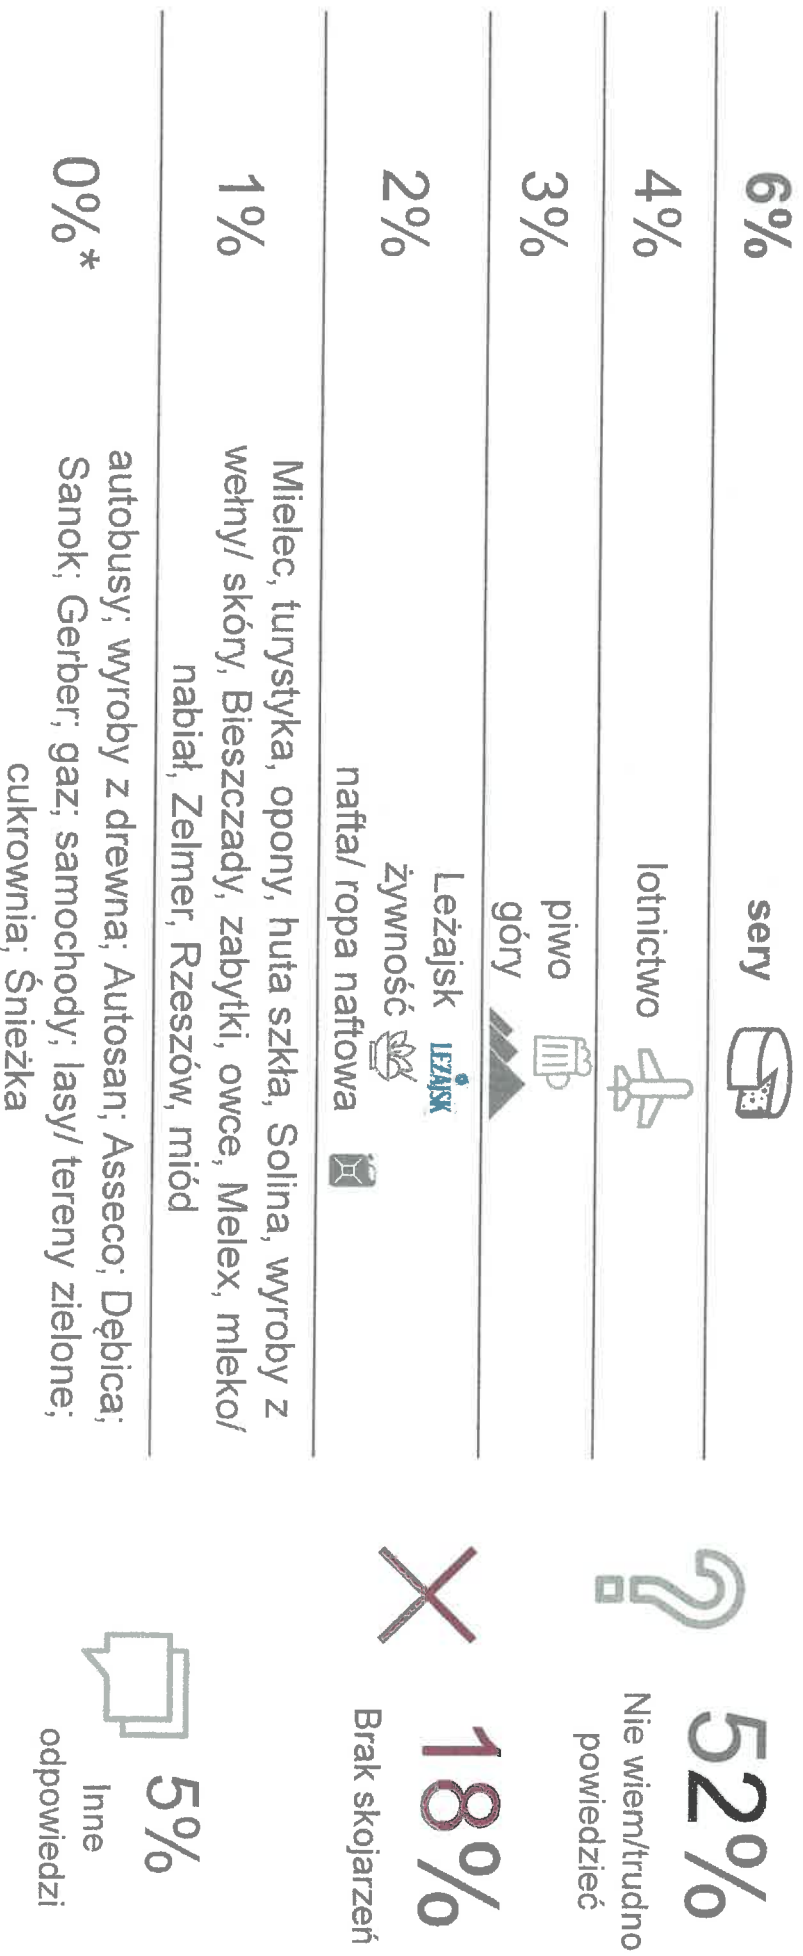 6%
sery
4%
lotnictwo
3%
piwo
góry
2%
Leżajsk LEŻAJSK
żywność
nafta/ ropa naftowa
1%
Mielec, turystyka, opony, huta szkła, Solina, wyroby z
wełny/ skóry, Bieszczady, zabytki, owce, Melex, mleko/
nabiał, Zelmer, Rzeszów, miód
0%*
autobusy; wyroby z drewna; Autosan; Asseco; Dębica;
Sanok; Gerber; gaz; samochody; lasy/ tereny zielone;
cukrownia; Śnieżka
52%
Nie wiem/trudno
powiedzieć
18%
Brak skojarzeń
5%
Inne
odpowiedzi